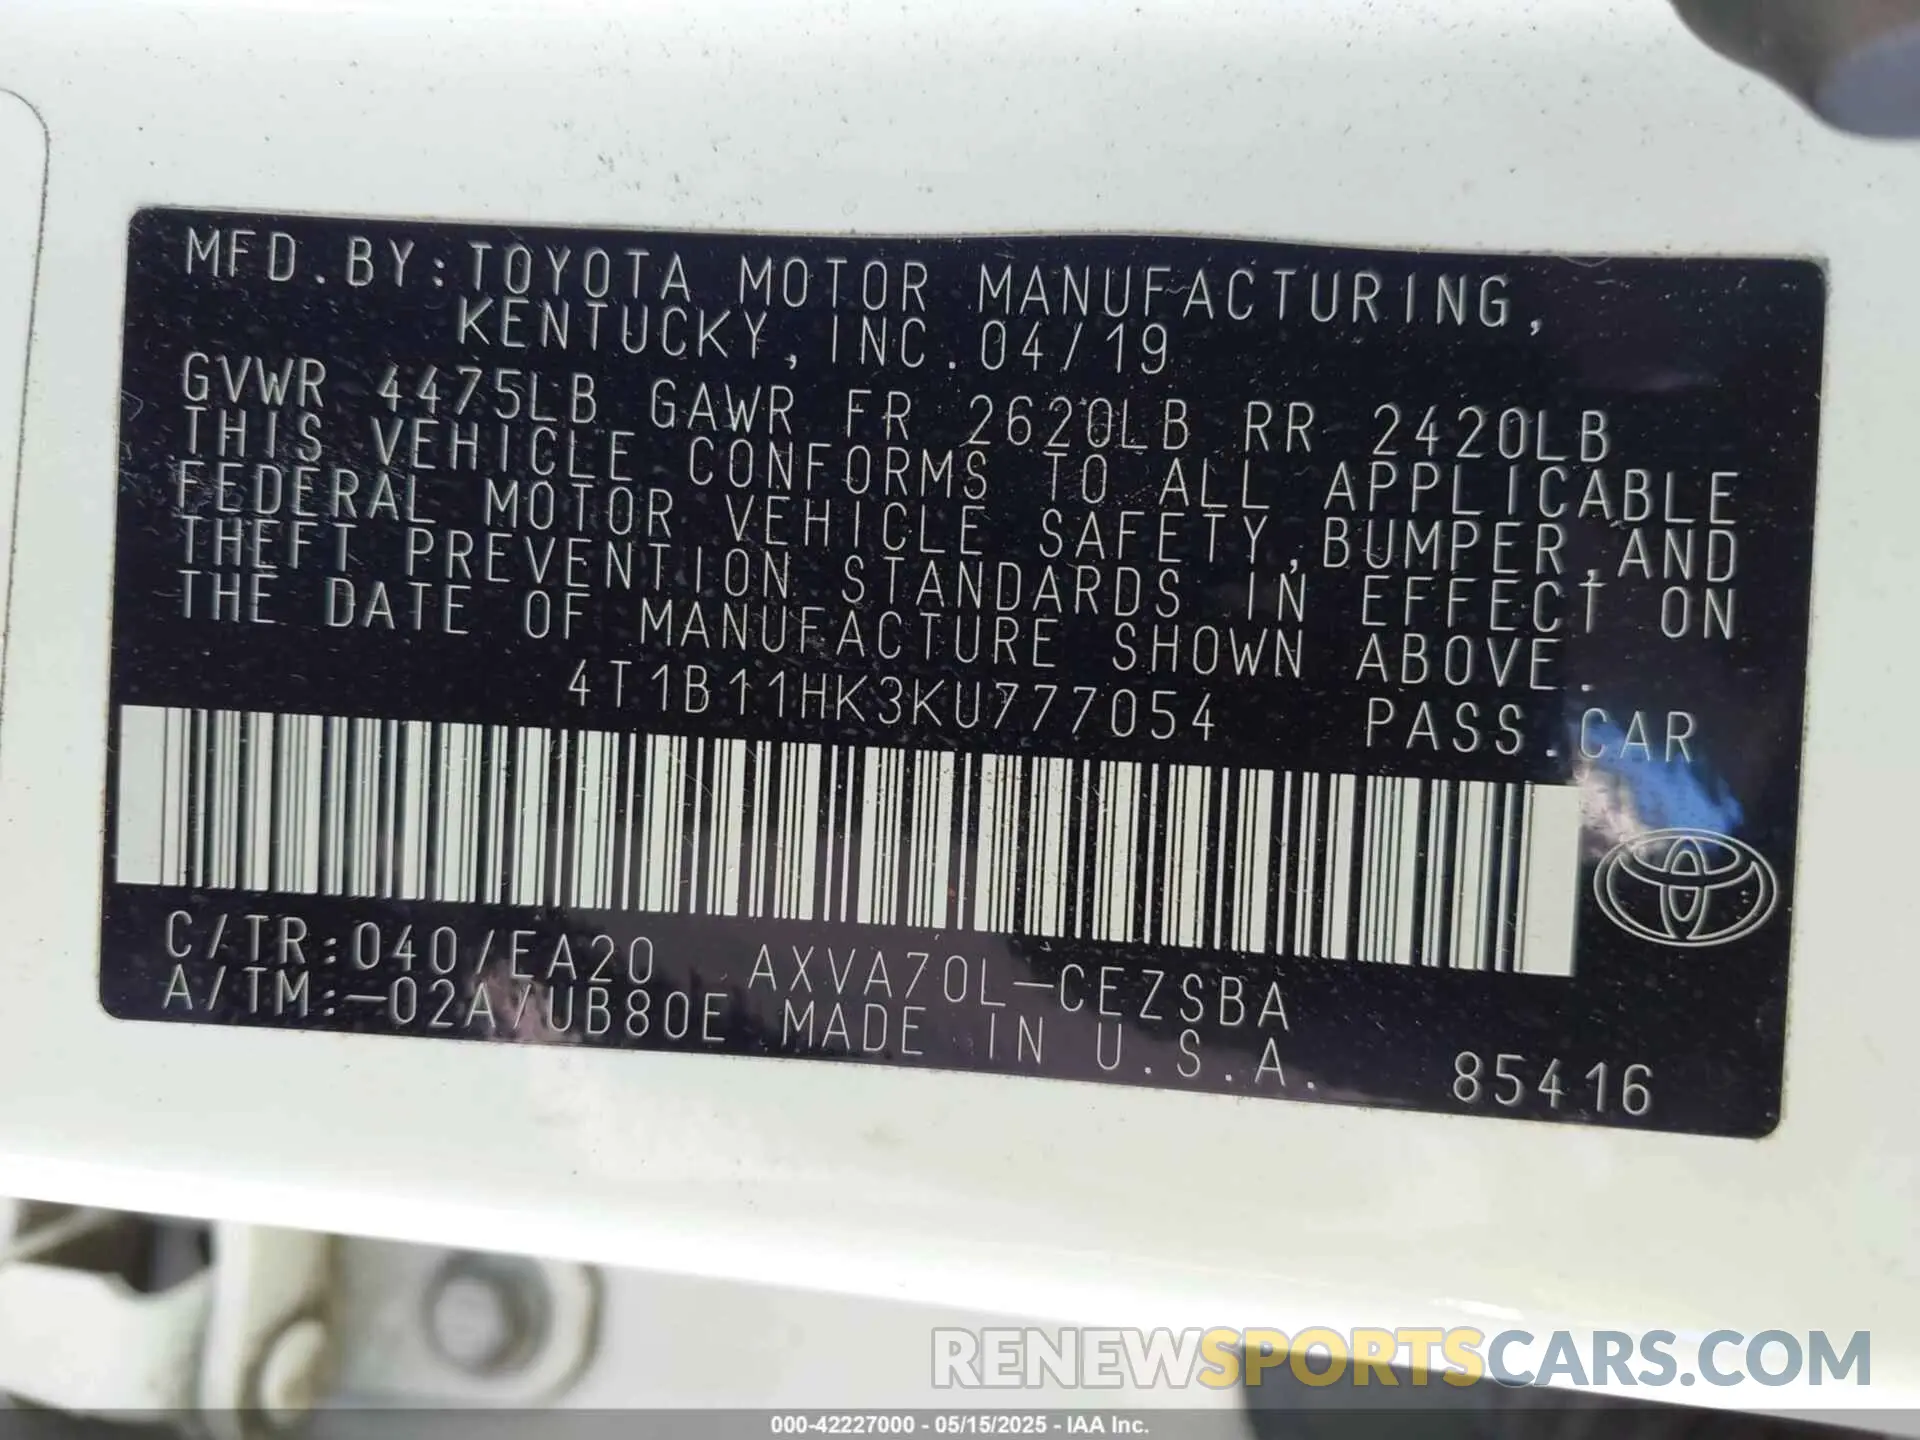 MFD.BY:TOYOTA MOTOR MANUFACTURING,
KENTUCKY,INC.04/19
GVWR 4475LB GAWR FR 2620LB RR 2420LB
THIS VEHICLE CONFORMS TO ALL APPLICABLE
FEDERAL MOTOR VEHICLE SAFETY,BUMPER,AND
THEFT PREVENTION STANDARDS IN EFFECT ON
THE DATE OF MANUFACTURE SHOWN ABOVE.
4T1B11HK3KU777054 PASS.CAR
C/TR:040/EA20 AXVA70L-CEZSBA
A/TM:-02A/UB80E MADE IN U.S.A. 85416
RENEWSPORTSCARS.COM
000-42227000 - 05/15/2025 - IAA Inc.